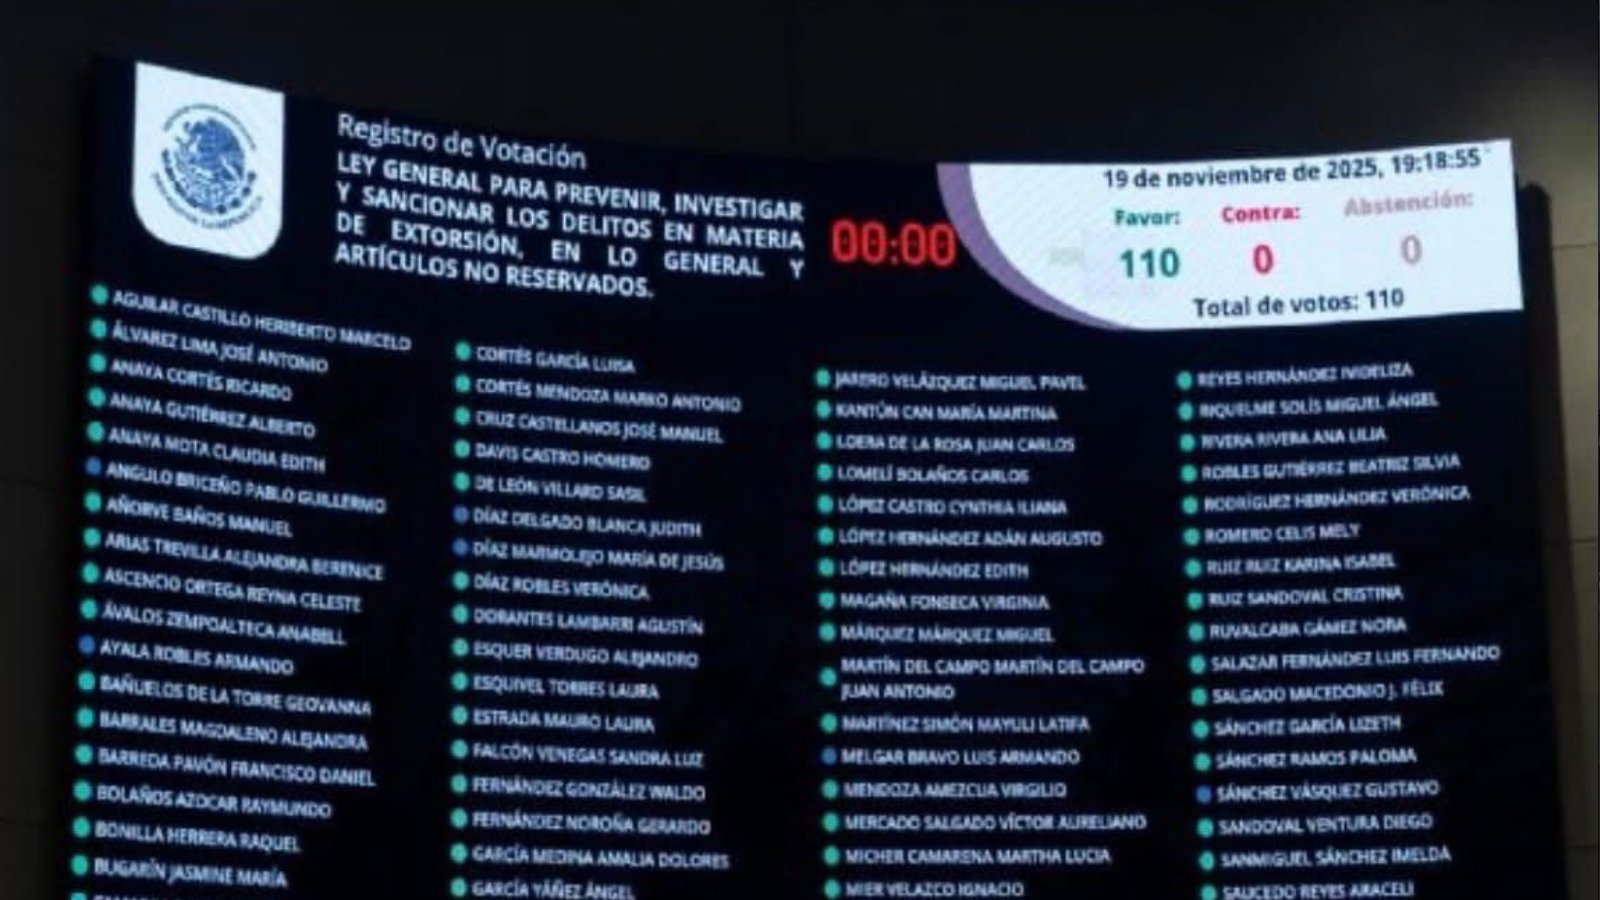 Registro de Votación
LEY GENERAL PARA PREVENIR, INVESTIGAR
Y SANCIONAR LOS DELITOS EN MATERIA
DE EXTORSIÓN, EN LO GENERAL Y
ARTÍCULOS NO RESERVADOS.
00:00
19 de noviembre de 2025, 19:18:55
Favor: Contra: Abstención:
110 0 0
Total de votos: 110
AGUILAR CASTILLO HERIBERTO MARCELO
ÁLVAREZ LIMA JOSÉ ANTONIO
ANAYA CORTÉS RICARDO
ANAYA GUTIÉRREZ ALBERTO
ANAYA MOTA CLAUDIA EDITH
ANGULO BRICEÑO PABLO GUILLERMO
AÑORVE BAÑOS MANUEL
ARIAS TREVILLA ALEJANDRA BERENICE
ASCENCIO ORTEGA REYNA CELESTE
ÁVALOS ZEMPOALTECA ANABELL
AYALA ROBLES ARMANDO
BAÑUELOS DE LA TORRE GEOVANNA
BARRALES MAGDALENO ALEJANDRA
BARREDA PAVÓN FRANCISCO DANIEL
BOLAÑOS AZOCAR RAYMUNDO
BONILLA HERRERA RAQUEL
BUGARÍN JASMINE MARÍA
CORTÉS GARCÍA LUISA
CORTÉS MENDOZA MARKO ANTONIO
CRUZ CASTELLANOS JOSÉ MANUEL
DAVIS CASTRO HOMERO
DE LEÓN VILLARD SASIL
DÍAZ DELGADO BLANCA JUDITH
DÍAZ MARMOLEJO MARÍA DE JESÚS
DÍAZ ROBLES VERÓNICA
DORANTES LAMBARRI AGUSTÍN
ESQUER VERDUGO ALEJANDRO
ESQUIVEL TORRES LAURA
ESTRADA MAURO LAURA
FALCÓN VENEGAS SANDRA LUZ
FERNÁNDEZ GONZÁLEZ WALDO
FERNÁNDEZ NOROÑA GERARDO
GARCÍA MEDINA AMALIA DOLORES
GARCÍA YÁÑEZ ÁNGEL
JARERO VELÁZQUEZ MIGUEL PAVEL
KANTÚN CAN MARÍA MARTINA
LOERA DE LA ROSA JUAN CARLOS
LOMELÍ BOLAÑOS CARLOS
LÓPEZ CASTRO CYNTHIA ILIANA
LÓPEZ HERNÁNDEZ ADÁN AUGUSTO
LÓPEZ HERNÁNDEZ EDITH
MAGAÑA FONSECA VIRGINIA
MÁRQUEZ MÁRQUEZ MIGUEL
MARTÍN DEL CAMPO MARTÍN DEL CAMPO
JUAN ANTONIO
MARTÍNEZ SIMÓN MAYULI LATIFA
MELGAR BRAVO LUIS ARMANDO
MENDOZA AMEZCUA VIRGILIO
MERCADO SALGADO VÍCTOR AURELIANO
MICHER CAMARENA MARTHA LUCIA
MIER VELAZCO IGNACIO
REYES HERNÁNDEZ IVIDELIZA
RIQUELME SOLÍS MIGUEL ÁNGEL
RIVERA RIVERA ANA LILIA
ROBLES GUTIÉRREZ BEATRIZ SILVIA
RODRÍGUEZ HERNÁNDEZ VERÓNICA
ROMERO CELIS MELY
RUIZ RUIZ KARINA ISABEL
RUIZ SANDOVAL CRISTINA
RUVALCABA GÁMEZ NORA
SALAZAR FERNÁNDEZ LUIS FERNANDO
SALGADO MACEDONIO J. FÉLIX
SÁNCHEZ GARCÍA LIZETH
SÁNCHEZ RAMOS PALOMA
SÁNCHEZ VÁSQUEZ GUSTAVO
SANDOVAL VENTURA DIEGO
SANMIGUEL SÁNCHEZ IMELDA
SAUCEDO REYES ARACELI